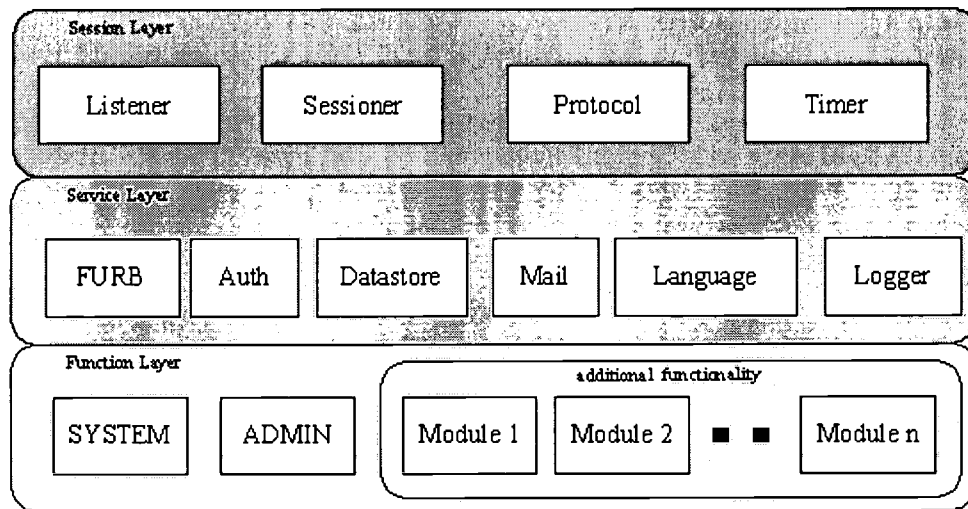 Session Layer
Listener Sessioner Protocol Timer
Service Layer
FURB Auth Datastore Mail Language Logger
Function Layer
additional functionality
SYSTEM ADMIN Module 1 Module 2 Module n